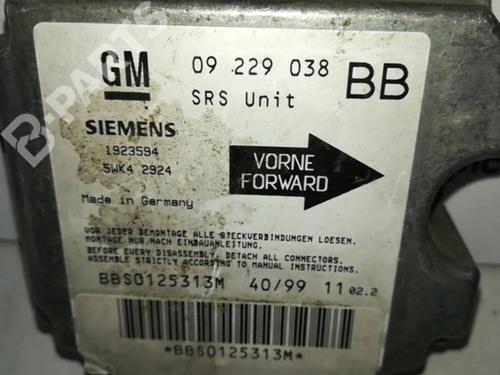 B-PARTS
GM
09 229 038 BB
SRS Unit
SIEMENS
1923594
5WK4 2924
VORNE
FORWARD
Made in Germany
VOR JEDER DEMONTAGE ALLE STECKVERBINDUNGEN LOESEN.
MONTAGE NUR NACH EINBAUANLEITUNG.
BEFORE EVERY DISASSEMBLY, DETACH ALL CONNECTORS.
ASSEMBLE STRICTLY ACCORDING TO MANUAL INSTRUCTIONS.
BBS0125313M 40/99 11 02.2
*BBS0125313M*